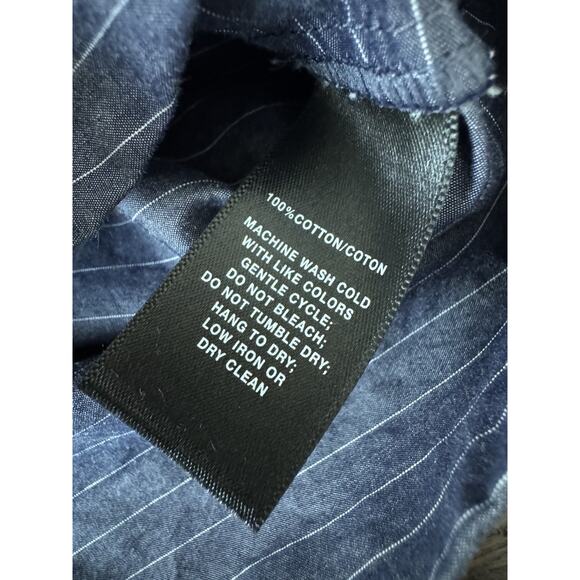 100%COTTON/COTON
MACHINE WASH COLD
WITH LIKE COLORS
GENTLE CYCLE;
DO NOT BLEACH;
DO NOT TUMBLE DRY;
HANG TO DRY;
LOW IRON OR
DRY CLEAN